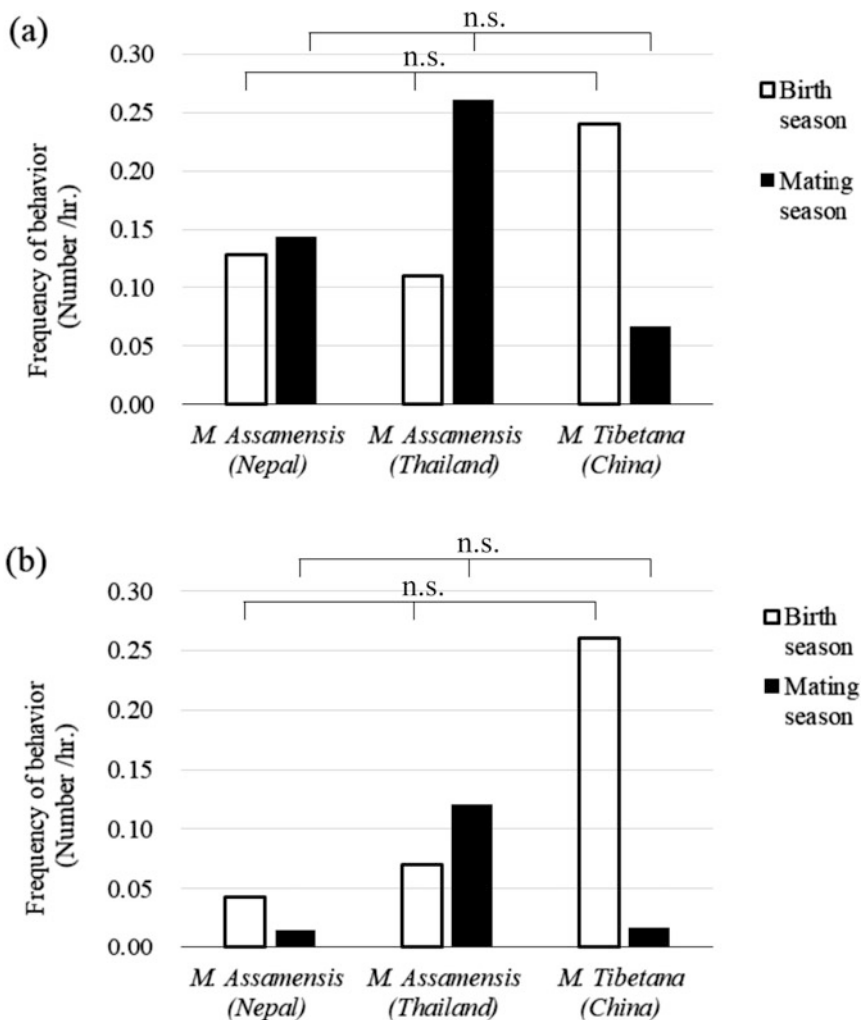 (a)
n.s.
n.s.
0.30
0.25
0.20
0.15
0.10
0.05
0.00
Frequency of behavior
(Number /hr.)
M. Assamensis
(Nepal)
M. Assamensis
(Thailand)
M. Tibetana
(China)
Birth
season
Mating
season
(b)
n.s.
n.s.
0.30
0.25
0.20
0.15
0.10
0.05
0.00
Frequency of behavior
(Number /hr.)
M. Assamensis
(Nepal)
M. Assamensis
(Thailand)
M. Tibetana
(China)
Birth
season
Mating
season